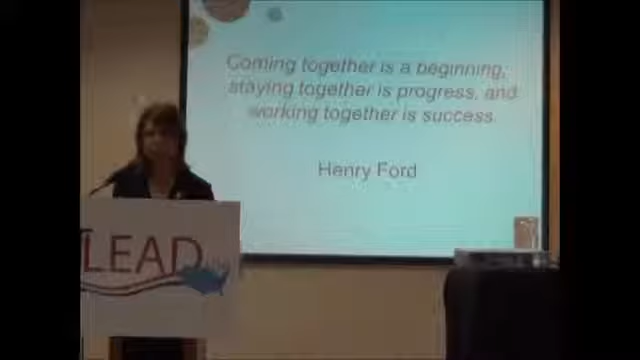 Coming together is a beginning,
staying together is progress, and
working together is success.
Henry Ford
LEAD